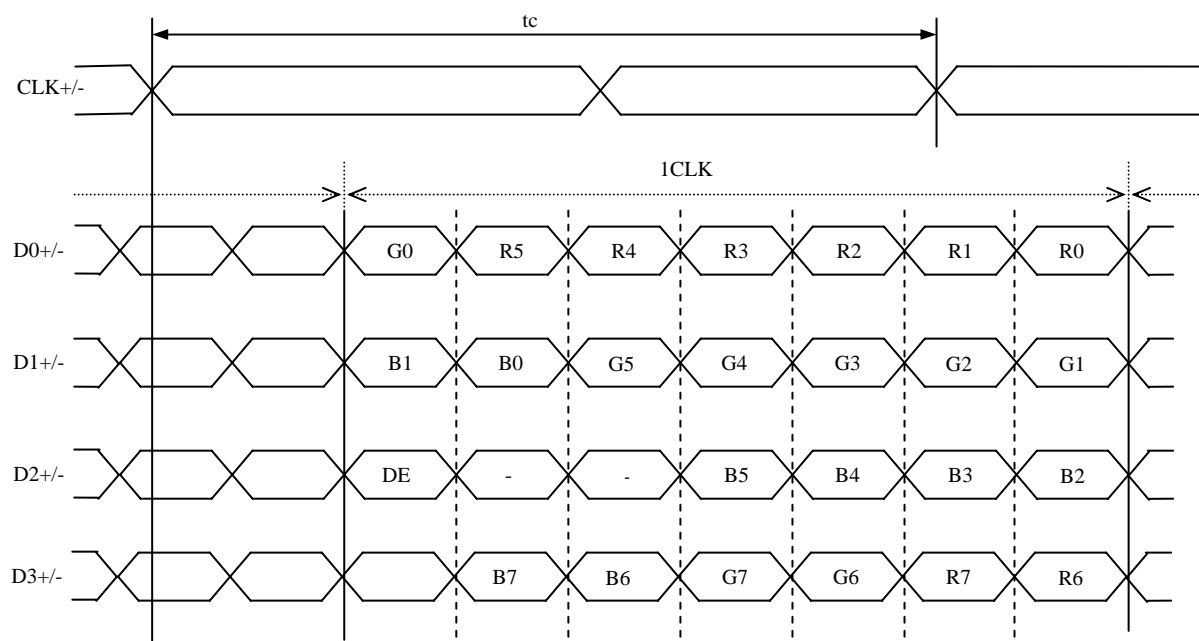 tc
CLK+/-
1CLK
D0+/- G0 R5 R4 R3 R2 R1 R0
D1+/- B1 B0 G5 G4 G3 G2 G1
D2+/- DE - - B5 B4 B3 B2
D3+/- B7 B6 G7 G6 R7 R6